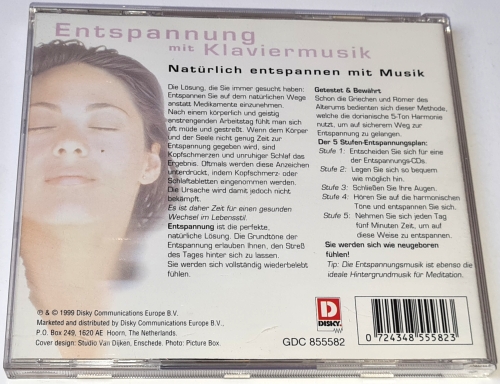 Entspannung
mit Klaviermusik
Natürlich entspannen mit Musik
Die Lösung, die Sie immer gesucht haben:
Entspannen Sie auf dem natürlichen Wege
anstatt Medikamente einzunehmen.
Nach einem körperlich und geistig
anstrengenden Arbeitstag fühlt man sich
oft müde und gestreßt. Wenn dem Körper
und der Seele nicht genug Zeit zur
Entspannung gegeben wird, sind
Kopfschmerzen und unruhiger Schlaf das
Ergebnis. Oftmals werden diese Anzeichen
unterdrückt, indem Kopfschmerz- oder
Schlaftabletten eingenommen werden.
Die Ursache wird damit jedoch nicht
bekämpft.
Es ist daher Zeit für einen gesunden
Wechsel im Lebensstil.
Entspannung ist die perfekte,
natürliche Lösung. Die Grundtöne der
Entspannung erlauben Ihnen, den Streß
des Tages hinter sich zu lassen.
Sie werden sich vollständig wiederbelebt
fühlen.
Getestet & Bewährt
Schon die Griechen und Römer des
Altertums bedienten sich dieser Methode,
welche die dorianische 5-Ton Harmonie
nutzt, um auf sicherem Weg zur
Entspannung zu gelangen.
Der 5 Stufen-Entspannungsplan:
Stufe 1: Entscheiden Sie sich für eine
der Entspannungs-CDs.
Stufe 2: Legen Sie sich so bequem
wie möglich hin.
Stufe 3: Schließen Sie Ihre Augen.
Stufe 4: Hören Sie auf die harmonischen
Töne und entspannen Sie sich.
Stufe 5: Nehmen Sie sich jeden Tag
fünf Minuten Zeit, um auf
diese Weise zu entspannen.
Sie werden sich wie neugeboren
fühlen!
Tip: Die Entspannungsmusik ist ebenso die
ideale Hintergrundmusik für Meditation.
℗ & © 1999 Disky Communications Europe B.V.
Marketed and distributed by Disky Communications Europe B.V.
P.O. Box 249, 1620 AE Hoorn, The Netherlands.
Cover design: Studio Van Dijken, Enschede. Photo: Picture Box.
D
DISKY
GDC 855582
0 724348 555823